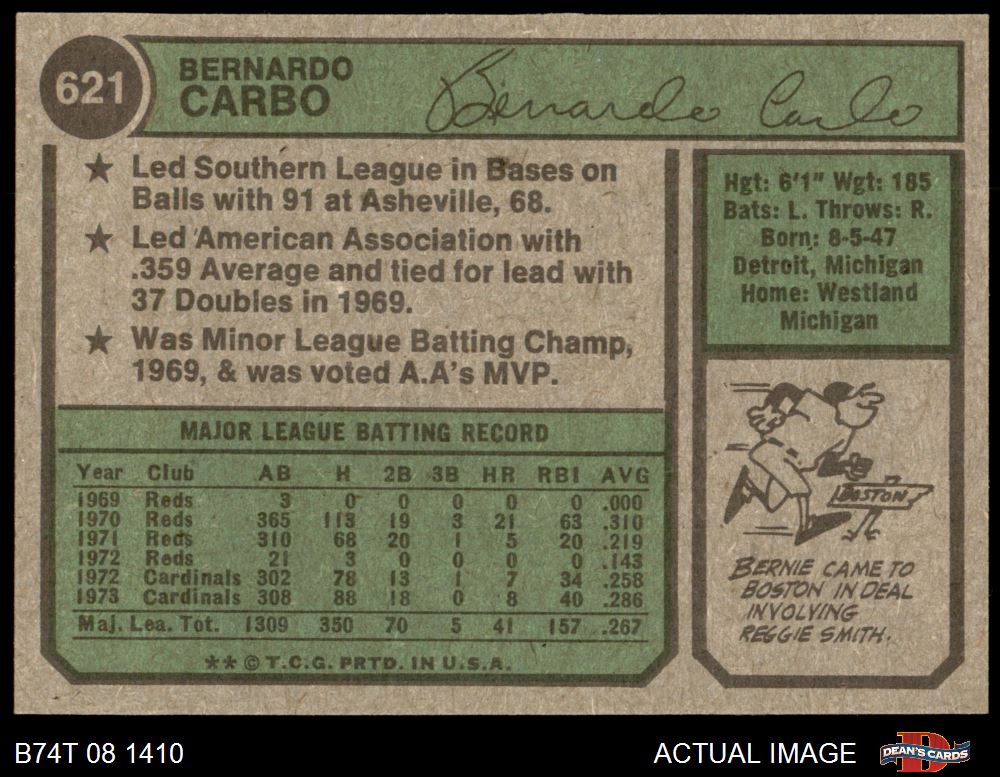 621
BERNARDO
CARBO
Bernardo Carbo
★ Led Southern League in Bases on
Balls with 91 at Asheville, 68.
★ Led American Association with
.359 Average and tied for lead with
37 Doubles in 1969.
★ Was Minor League Batting Champ,
1969, & was voted A.A's MVP.
Hgt: 6'1" Wgt: 185
Bats: L. Throws: R.
Born: 8-5-47
Detroit, Michigan
Home: Westland
Michigan
MAJOR LEAGUE BATTING RECORD
Year Club AB H 2B 3B HR RBI AVG
1969 Reds 3 0 0 0 0 0 .000
1970 Reds 365 113 19 3 21 63 .310
1971 Reds 310 68 20 1 5 20 .219
1972 Reds 21 3 0 0 0 0 .143
1972 Cardinals 302 78 13 1 7 34 .258
1973 Cardinals 308 88 18 0 8 40 .286
Maj. Lea. Tot. 1309 350 70 5 41 157 .267
** © T.C.G. PRTD. IN U.S.A.
BOSTON
BERNIE CAME TO
BOSTON IN DEAL
INVOLVING
REGGIE SMITH.
B74T 08 1410
ACTUAL IMAGE
D
DEAN'S CARDS